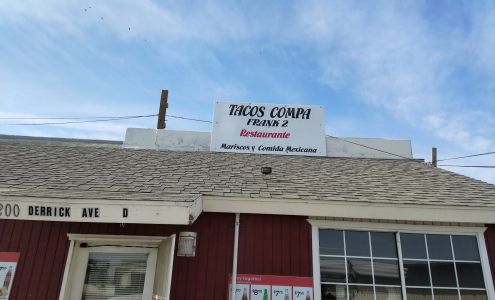 TACOS COMPA
FRANK 2
Restaurante
Mariscos y Comida Mexicana
200 DERRICK AVE D